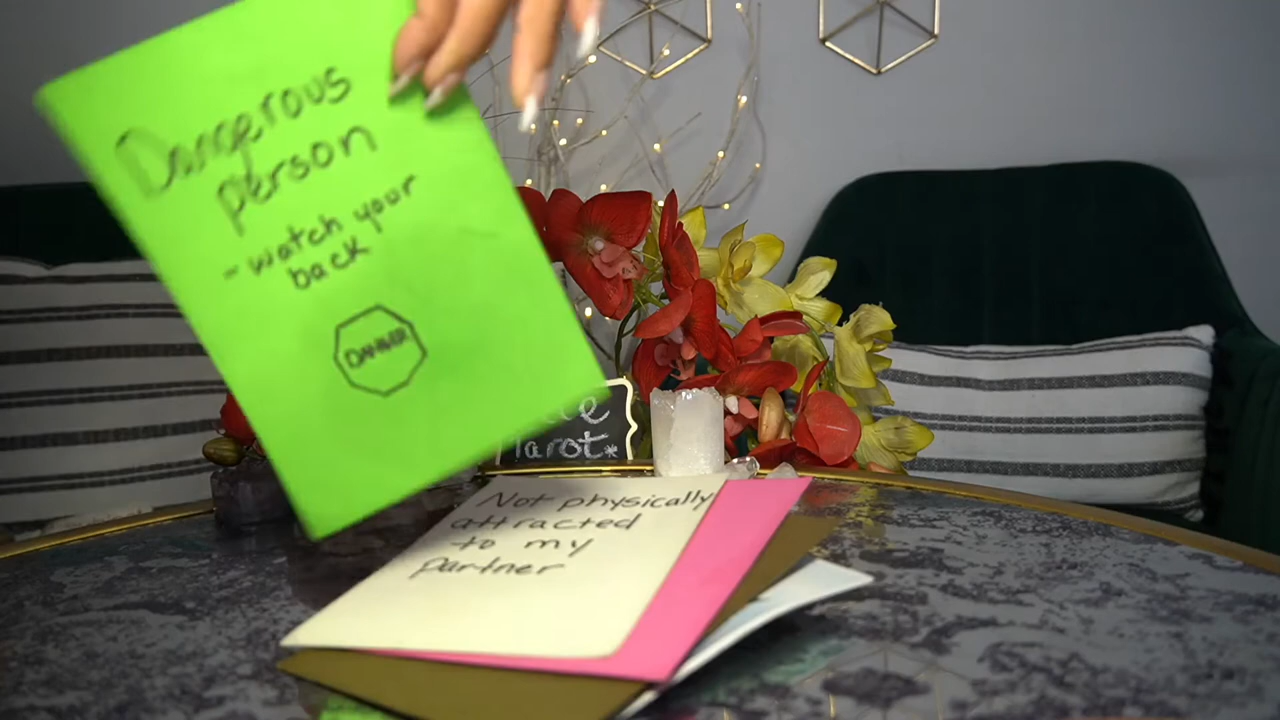 Dangerous
person
- watch your
back
DANGER
Tarot*
Not physically
attracted
to my
partner